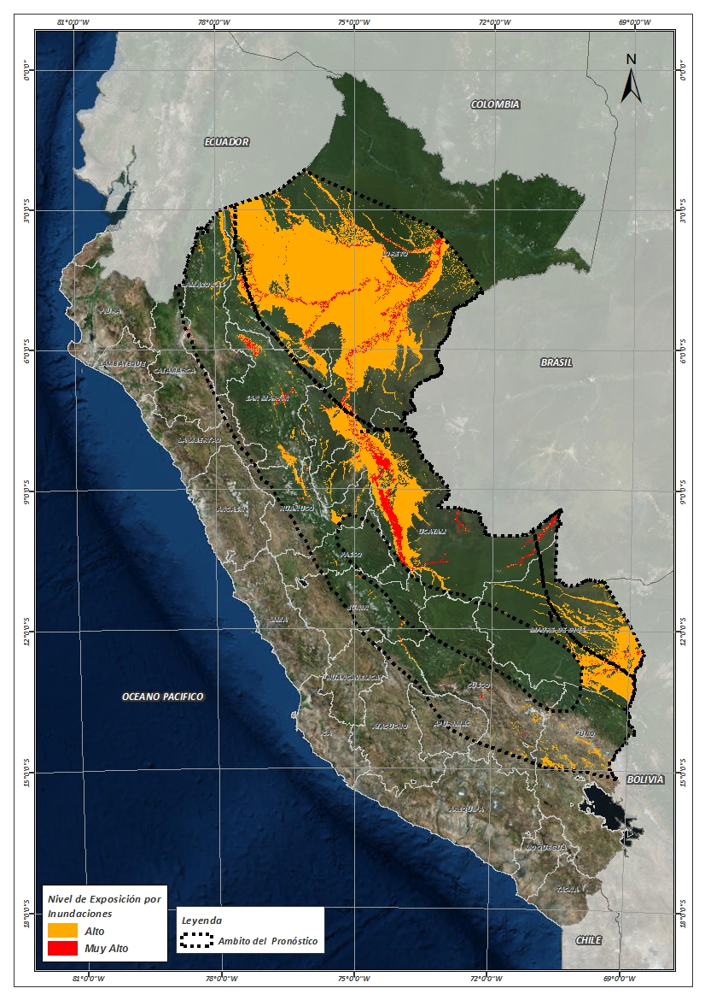 81°0'0"W 78°0'0"W 75°0'0"W 72°0'0"W 69°0'0"W
0°0'0"
N
COLOMBIA
ECUADOR
3°0'0"S 3°0'0"S
LORETO
AMAZONAS
PIURA
6°0'0"S 6°0'0"S
LAMBAYEQUE
CAJAMARCA
BRASIL
SAN MARTIN
LA LIBERTAD
9°0'0"S 9°0'0"S
ANCASH
HUANUCO
UCAYALI
PASCO
JUNIN
LIMA
MADRE DE DIOS
12°0'0"S 12°0'0"S
HUANCAVELICA
CUSCO
OCEANO PACIFICO
ICA
AYACUCHO
APURIMAC
PUNO
15°0'0"S 15°0'0"S
BOLIVIA
AREQUIPA
MOQUEGUA
TACNA
18°0'0"S 18°0'0"S
CHILE
Nivel de Exposición por
Inundaciones
Alto
Muy Alto
Leyenda
Ambito del Pronóstico
81°0'0"W 78°0'0"W 75°0'0"W 72°0'0"W 69°0'0"W